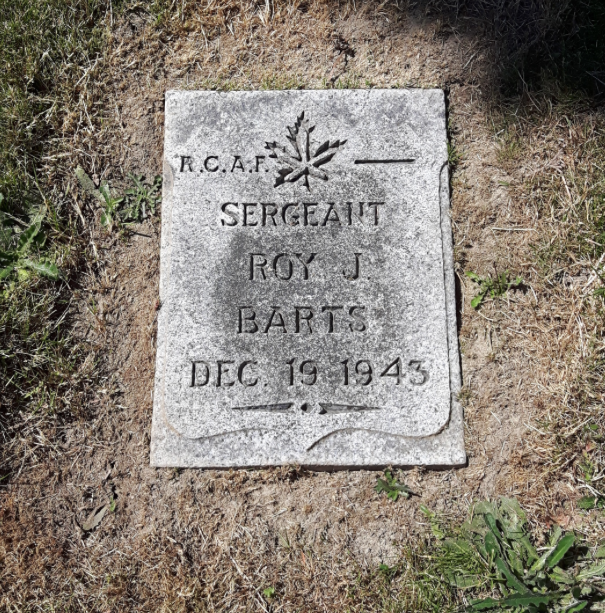 R.C.A.F.
SERGEANT
ROY J.
BARTS
DEC. 19 1943